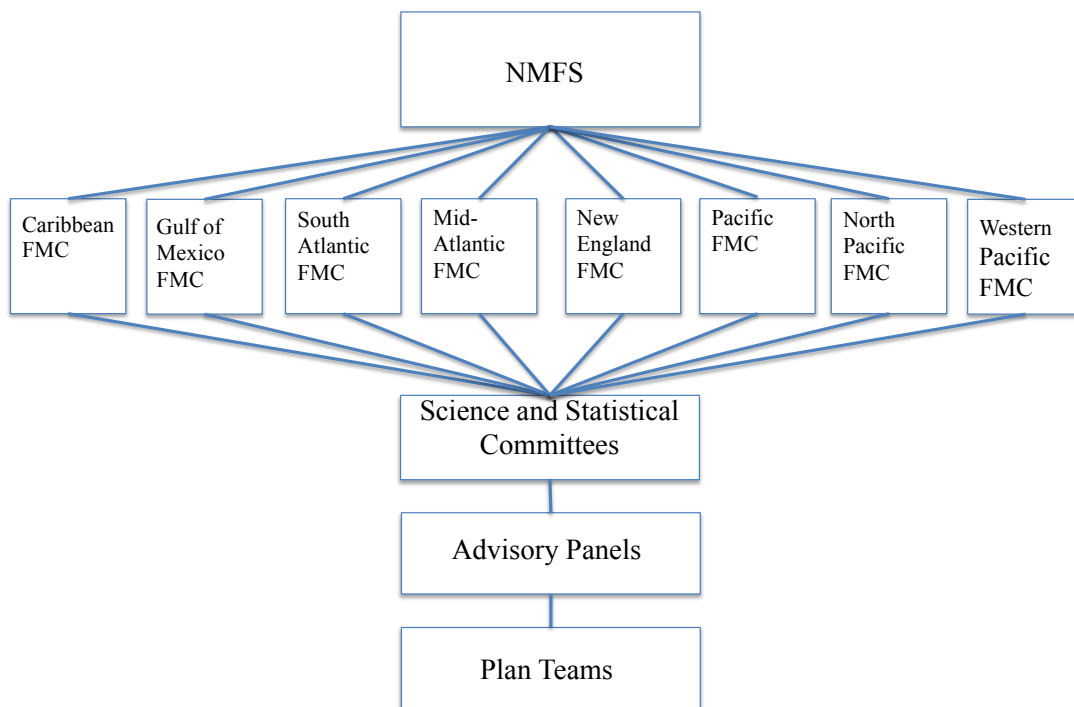 NMFS
Caribbean
FMC
Gulf of
Mexico
FMC
South
Atlantic
FMC
Mid-
Atlantic
FMC
New
England
FMC
Pacific
FMC
North
Pacific
FMC
Western
Pacific
FMC
Science and Statistical
Committees
Advisory Panels
Plan Teams